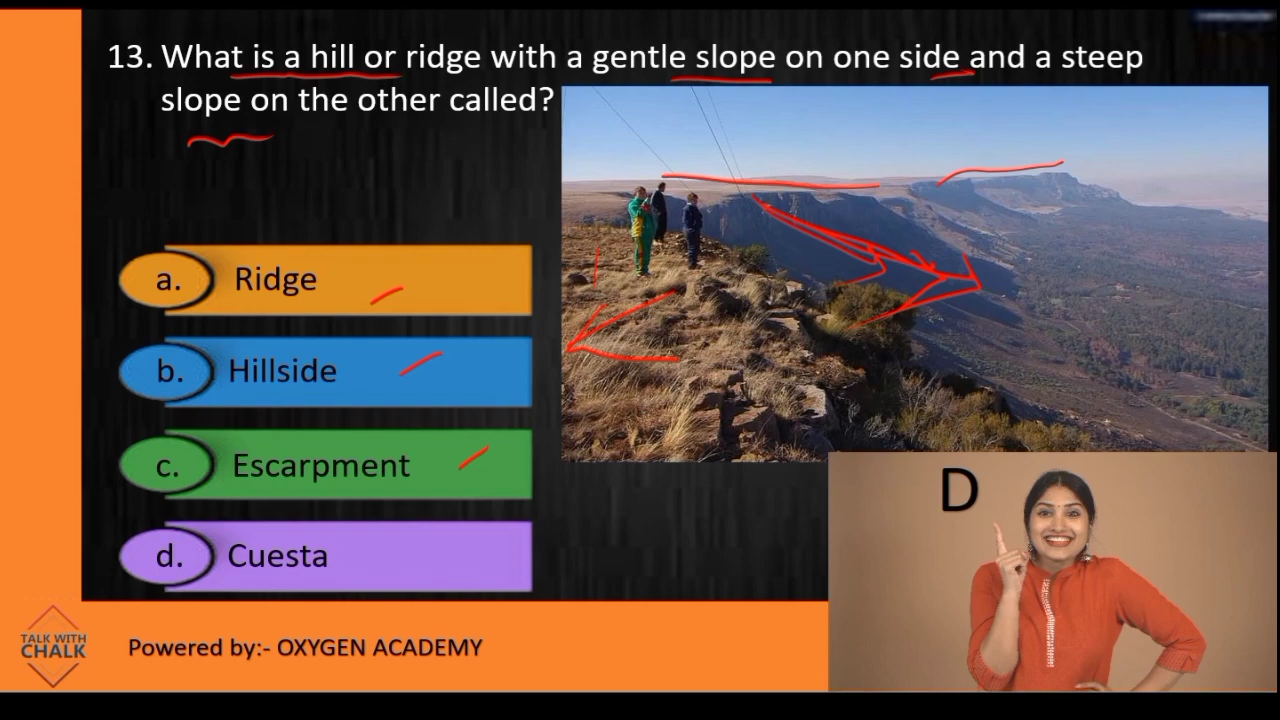 13. What is a hill or ridge with a gentle slope on one side and a steep
slope on the other called?
a. Ridge
b. Hillside
c. Escarpment
d. Cuesta
D
TALK WITH
CHALK
Powered by:- OXYGEN ACADEMY